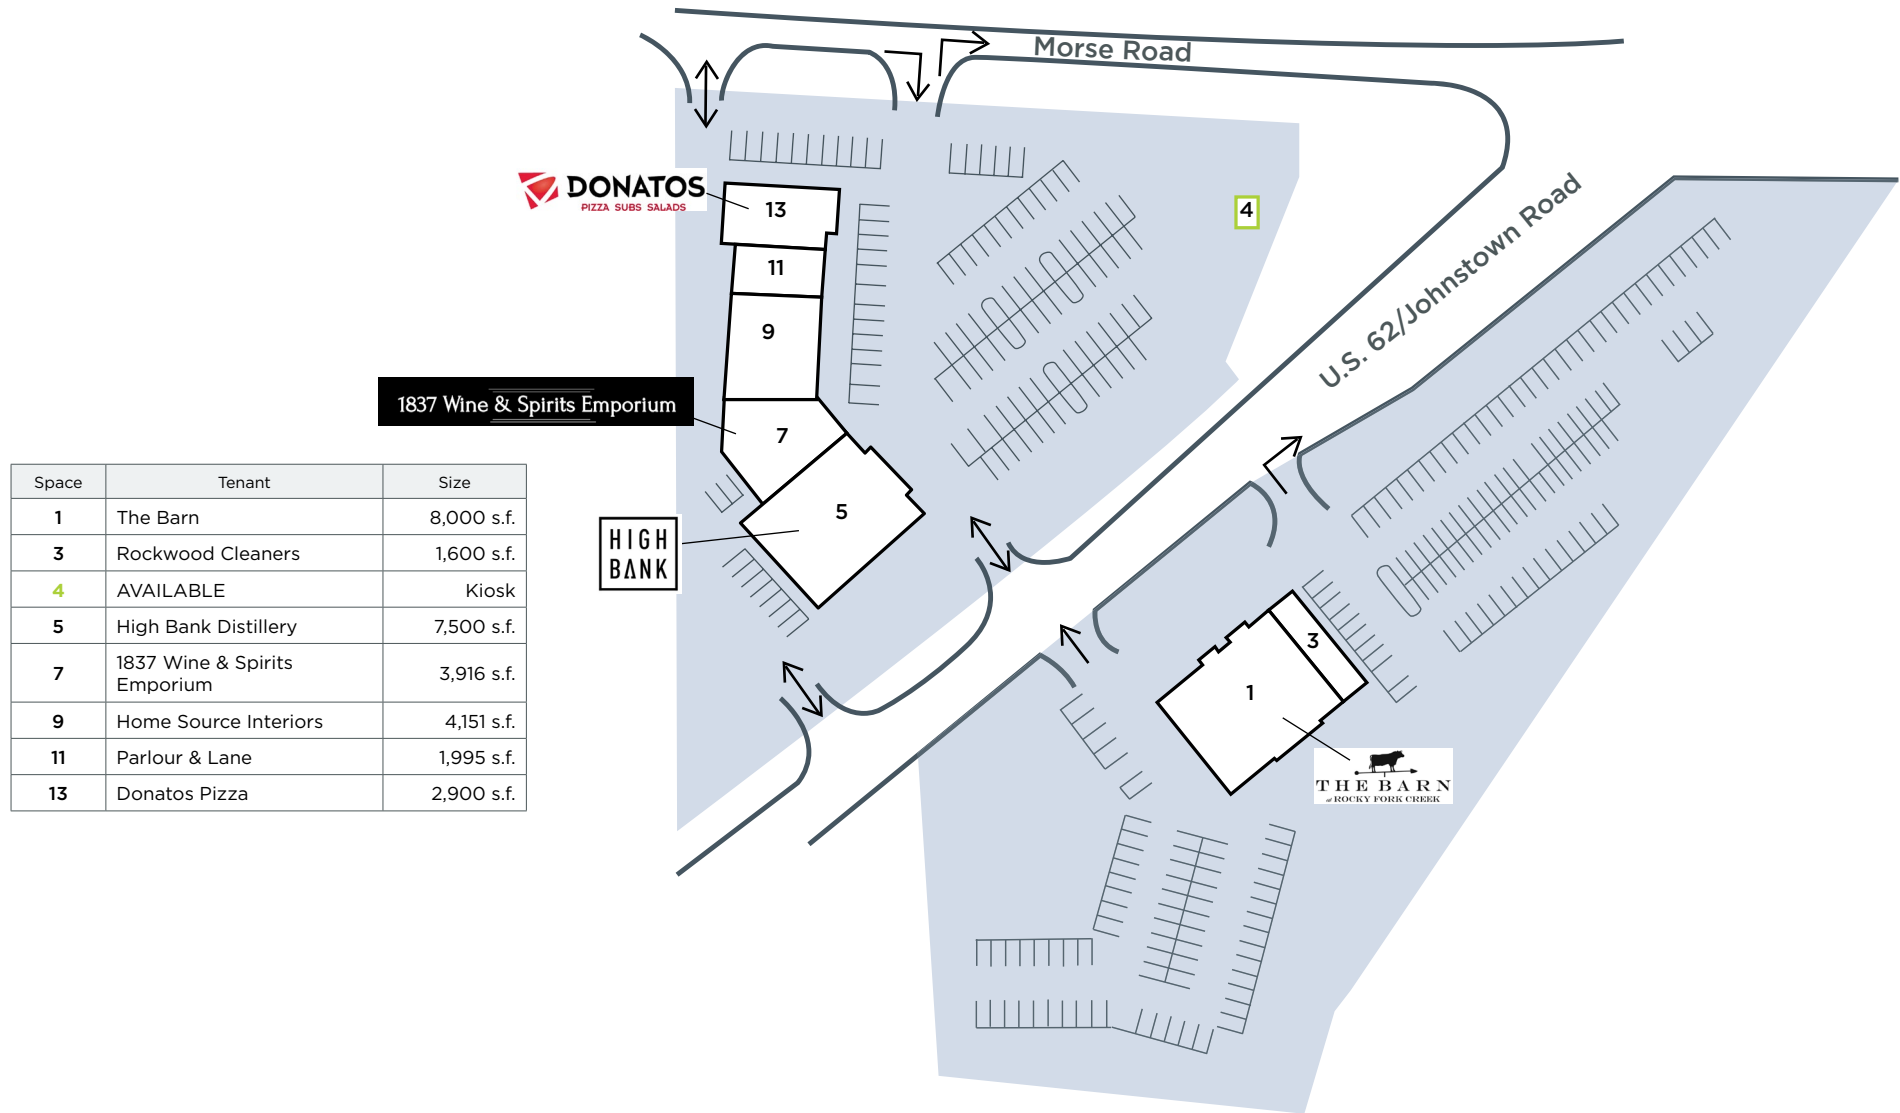 Morse Road
DONATOS
PIZZA SUBS SALADS
13
4
11
U.S. 62/Johnstown Road
9
1837 Wine & Spirits Emporium
7
5
HIGH
BANK
3
1
THE BARN
at ROCKY FORK CREEK
Space Tenant Size
1 The Barn 8,000 s.f.
3 Rockwood Cleaners 1,600 s.f.
4 AVAILABLE Kiosk
5 High Bank Distillery 7,500 s.f.
7 1837 Wine & Spirits
Emporium 3,916 s.f.
9 Home Source Interiors 4,151 s.f.
11 Parlour & Lane 1,995 s.f.
13 Donatos Pizza 2,900 s.f.